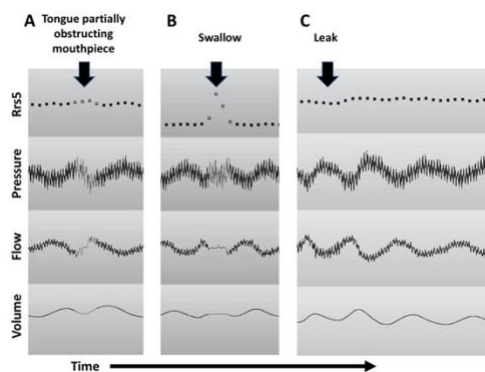 A
Tongue partially
obstructing
mouthpiece
B
Swallow
C
Leak
Rrs5
Pressure
Flow
Volume
Time